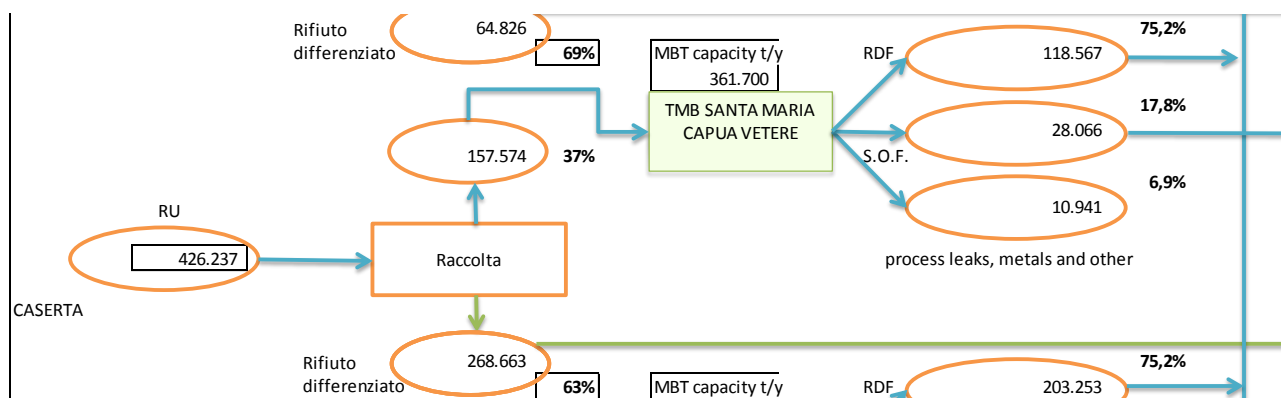 Rifiuto
differenziato
64.826
69%
MBT capacity t/y
361.700
RDF
118.567
75,2%
TMB SANTA MARIA
CAPUA VETERE
157.574
37%
S.O.F.
28.066
17,8%
10.941
6,9%
process leaks, metals and other
RU
426.237
Raccolta
CASERTA
Rifiuto
differenziato
268.663
63%
MBT capacity t/y
RDF
203.253
75,2%